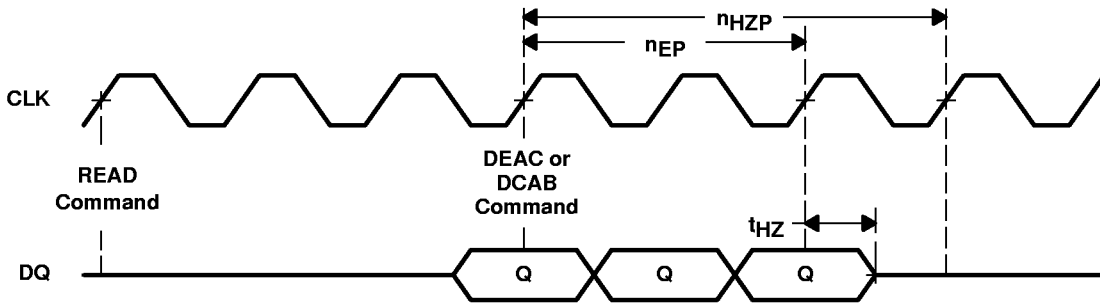 nHZP
nEP
CLK
READ
Command
DEAC or
DCAB
Command
tHZ
DQ
Q
Q
Q